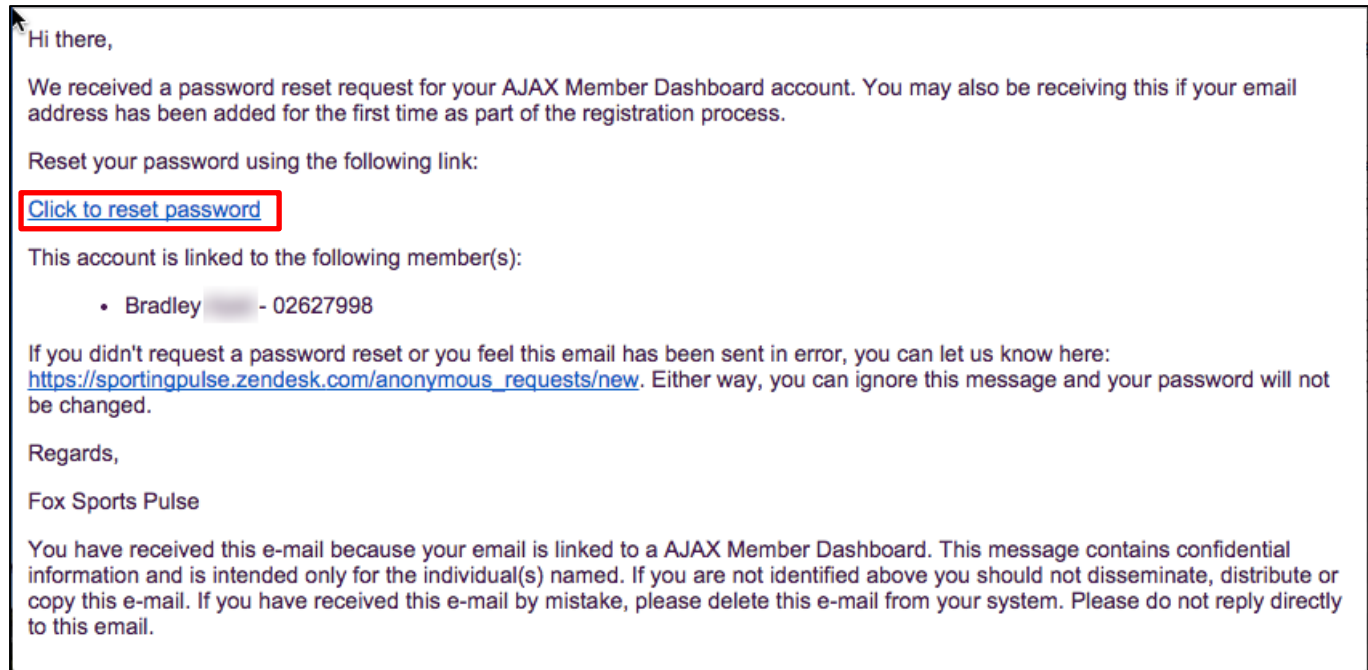 Hi there,
We received a password reset request for your AJAX Member Dashboard account. You may also be receiving this if your email
address has been added for the first time as part of the registration process.
Reset your password using the following link:
Click to reset password
This account is linked to the following member(s):
• Bradley - 02627998
If you didn't request a password reset or you feel this email has been sent in error, you can let us know here:
https://sportingpulse.zendesk.com/anonymous_requests/new. Either way, you can ignore this message and your password will not
be changed.
Regards,
Fox Sports Pulse
You have received this e-mail because your email is linked to a AJAX Member Dashboard. This message contains confidential
information and is intended only for the individual(s) named. If you are not identified above you should not disseminate, distribute or
copy this e-mail. If you have received this e-mail by mistake, please delete this e-mail from your system. Please do not reply directly
to this email.